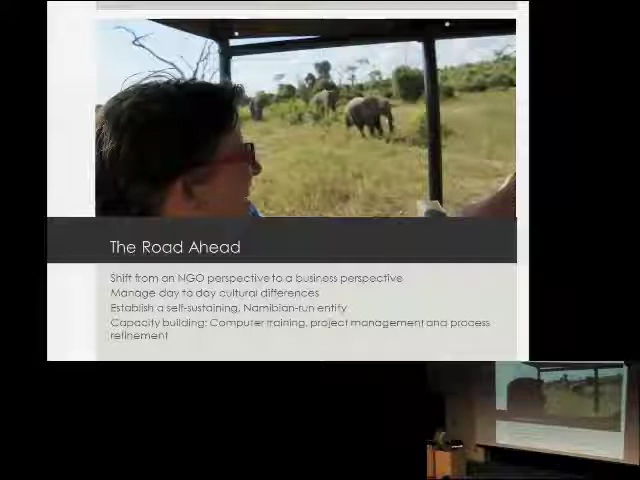 The Road Ahead
Shift from an NGO perspective to a business perspective
Manage day to day cultural differences
Establish a self-sustaining, Namibian-run entity
Capacity building: Computer training, project management and process
refinement